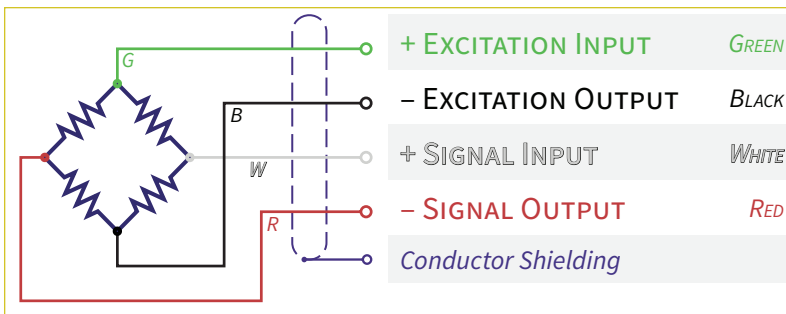 G
+ Excitation Input Green
B
– Excitation Output Black
W
+ Signal Input White
R
– Signal Output Red
Conductor Shielding